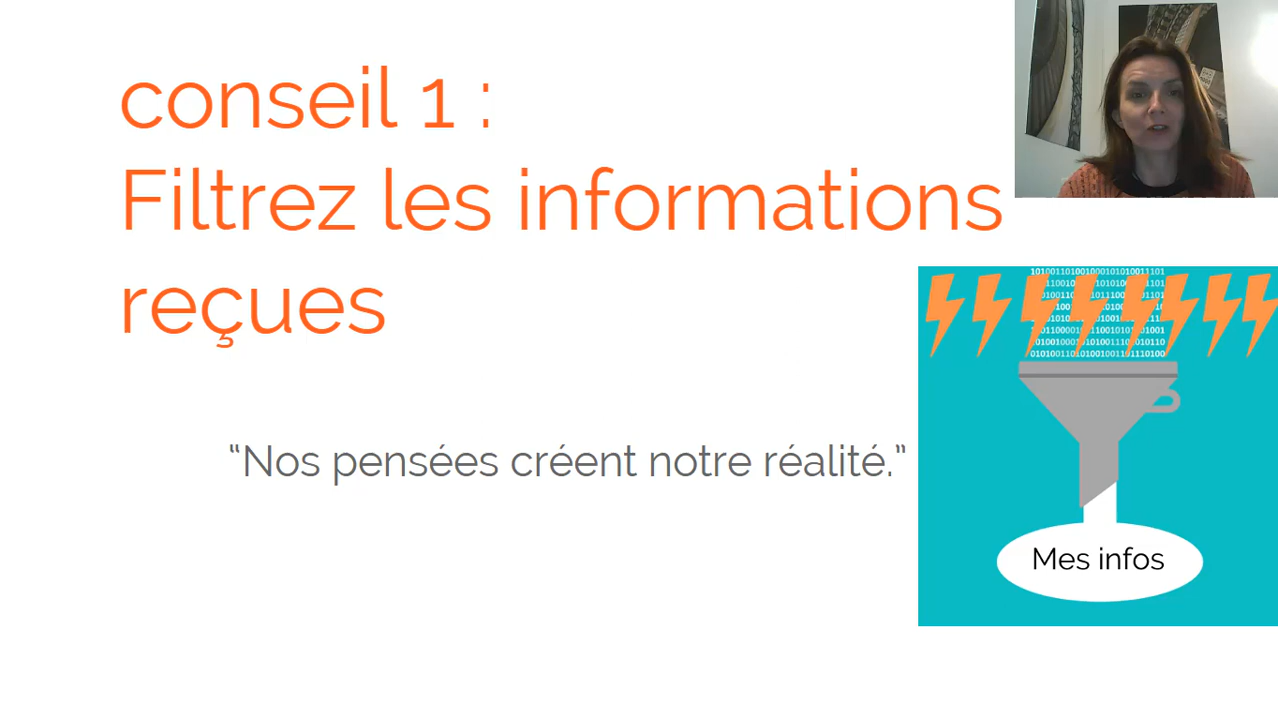 conseil 1 :
Filtrez les informations
reçues
“Nos pensées créent notre réalité.”
Mes infos